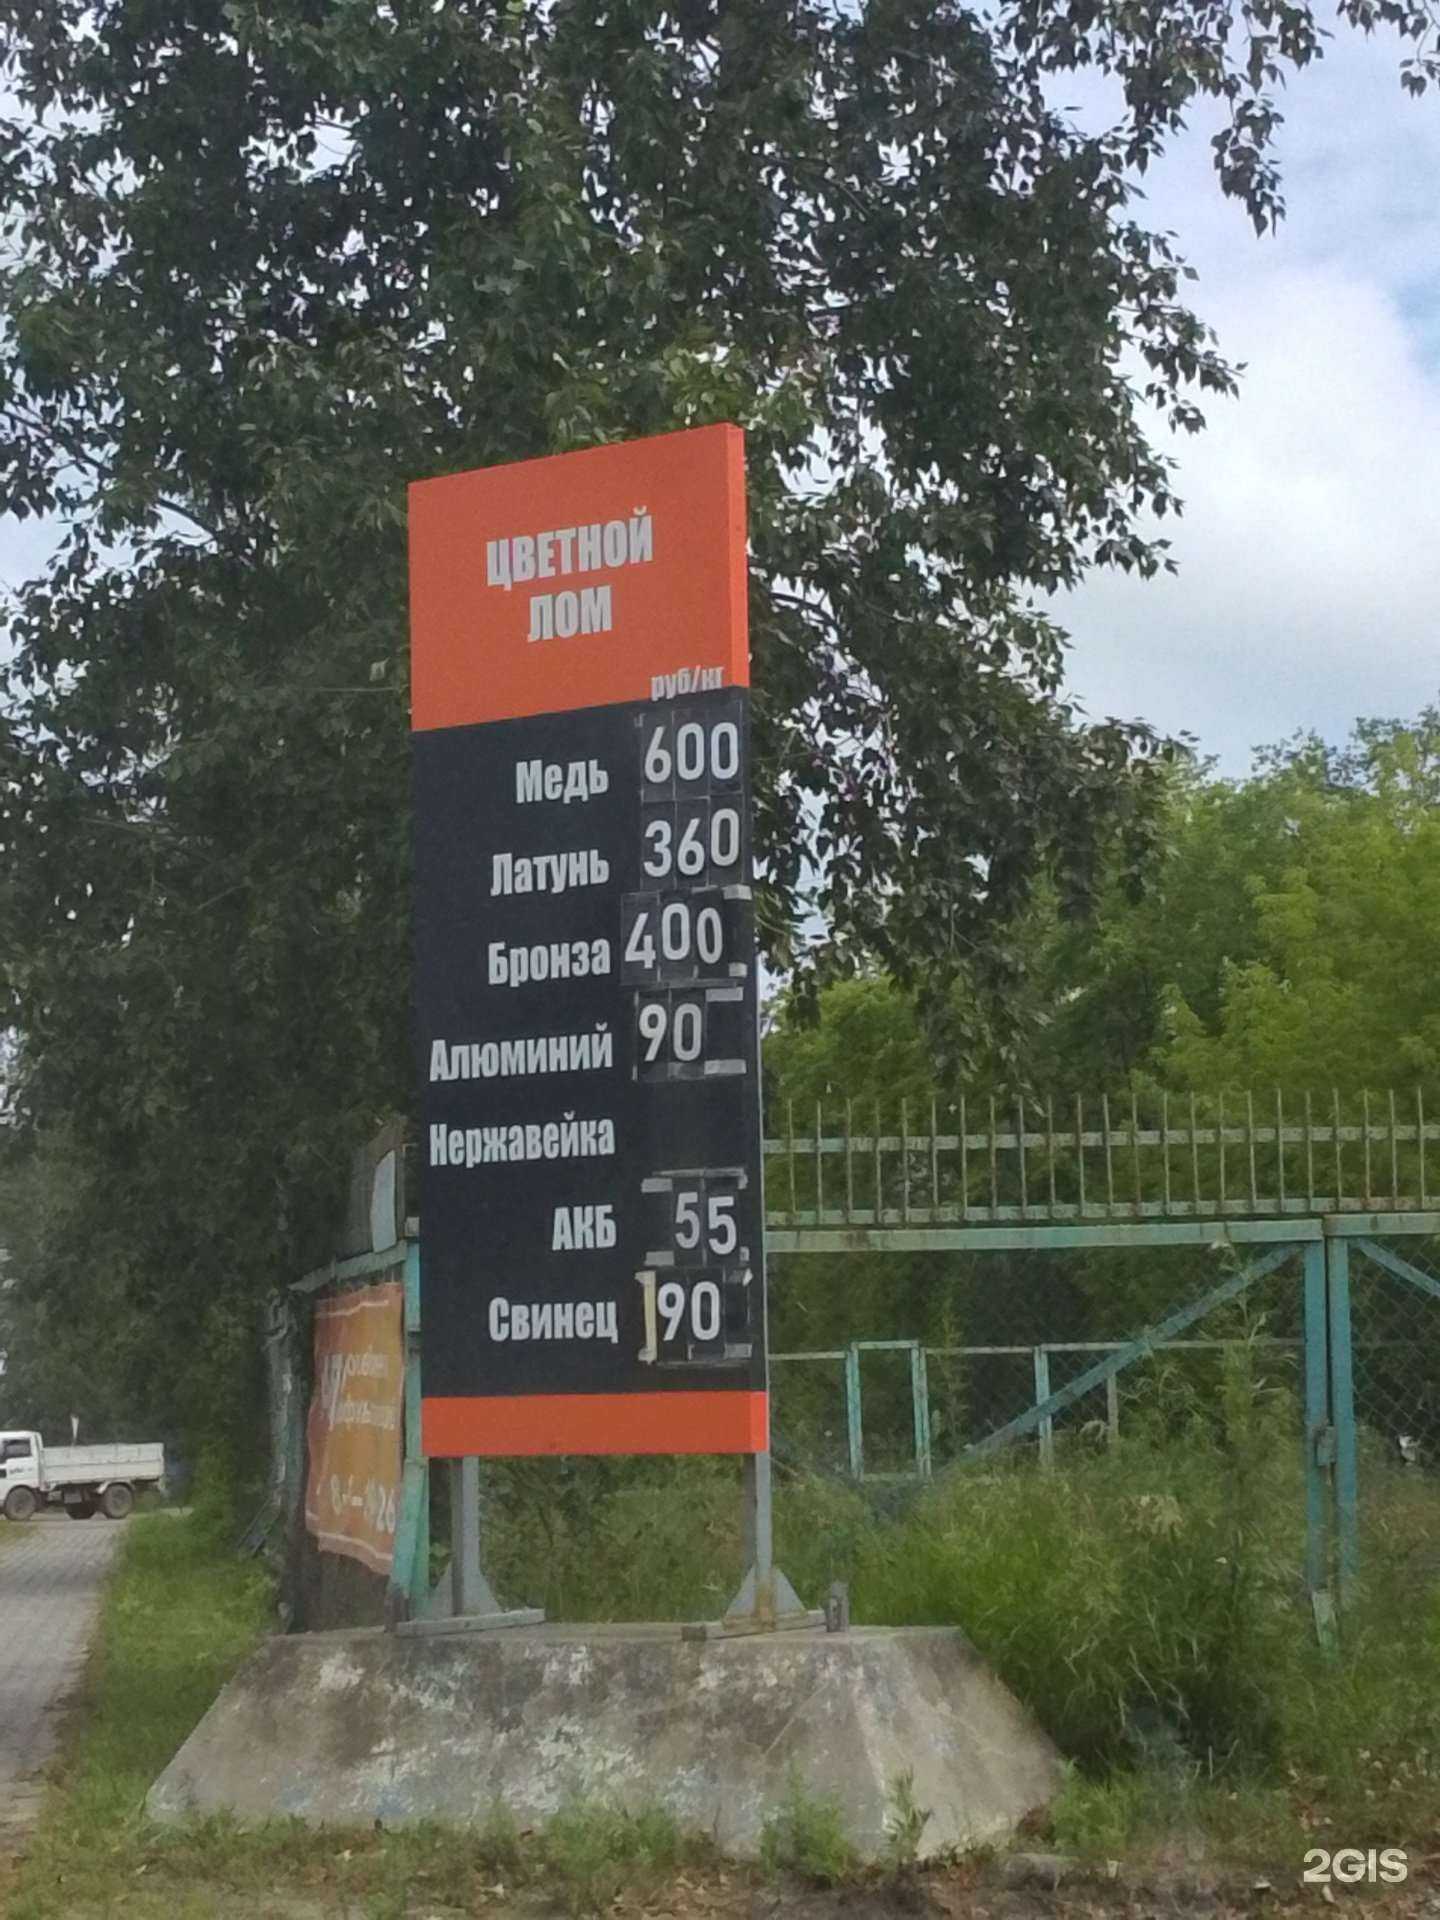 ЦВЕТНОЙ
ЛОМ
руб/кг
Медь 600
Латунь 360
Бронза 400
Алюминий 90
Нержавейка
АКБ 55
Свинец 90
2GIS